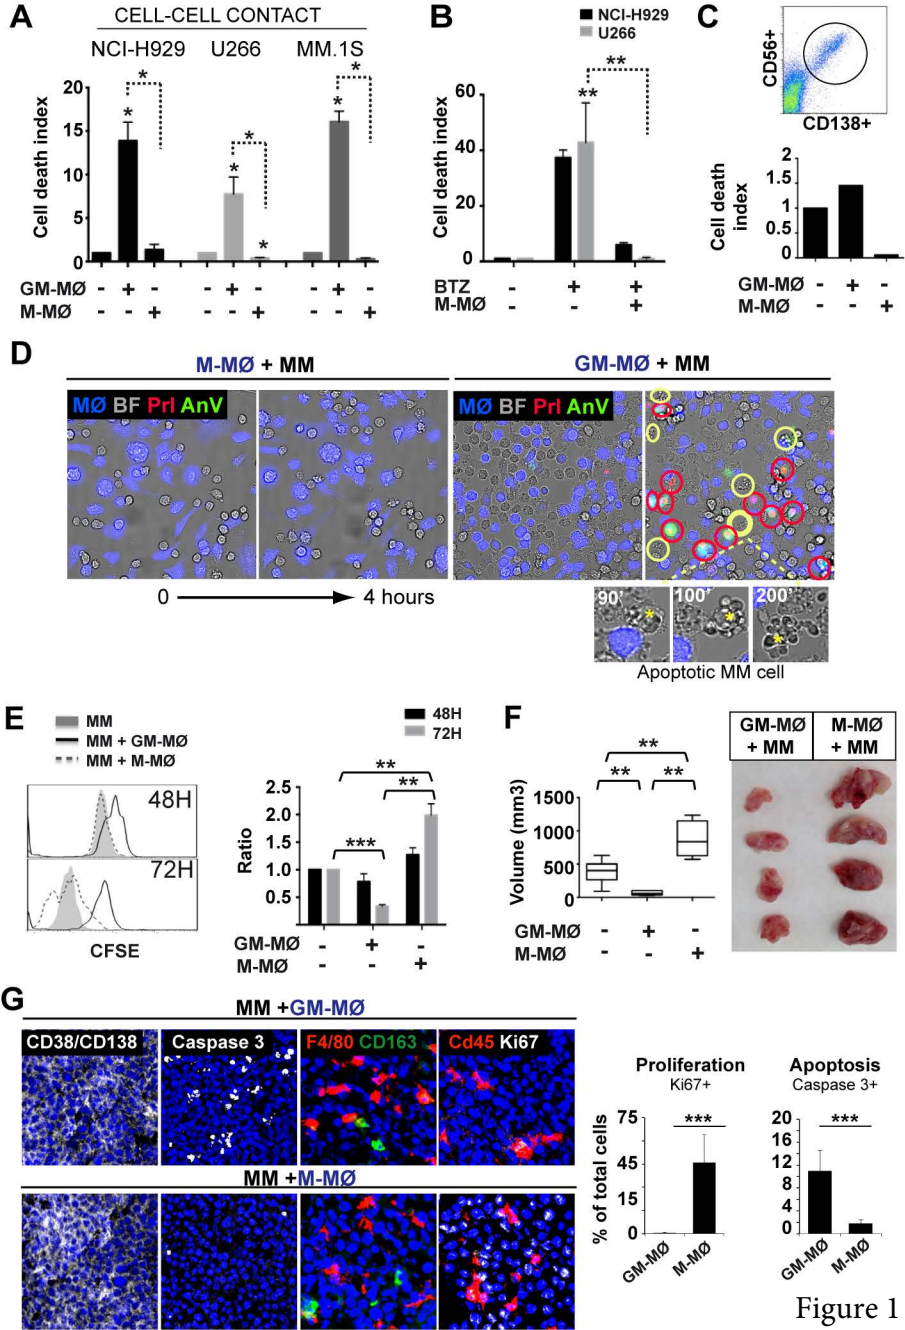 A
CELL-CELL CONTACT
NCI-H929 U266 MM.1S
Cell death index
20
15
10
5
0
* * * * * * *
GM-MØ - + - - + - - + -
M-MØ - - + - - + - - +
B
NCI-H929
U266
Cell death index
60
40
20
0
** **
BTZ - + +
M-MØ - +
C
CD56+
CD138+
Cell death
index
2
1.5
1
0.5
0
GM-MØ - + -
M-MØ - - +
D
M-MØ + MM
GM-MØ + MM
MØ BF PrI AnV
MØ BF PrI AnV
0 4 hours
90’ 100’ 200’
* * *
Apoptotic MM cell
E
MM
MM + GM-MØ
MM + M-MØ
48H
72H
CFSE
48H
72H
Ratio
2.5
2.0
1.5
1.0
0.5
** ** ***
GM-MØ - + -
M-MØ - - +
F
Volume (mm3)
1500
1000
500
0
** ** **
GM-MØ - + -
M-MØ - - +
GM-MØ
+ MM
M-MØ
+ MM
G
MM +GM-MØ
CD38/CD138 Caspase 3 F4/80 CD163 Cd45 Ki67
MM +M-MØ
Proliferation
Ki67+
% of total cells
75
45
15
0
***
GM-MØ M-MØ
Apoptosis
Caspase 3+
20
16
12
8
4
0
***
GM-MØ M-MØ
Figure 1